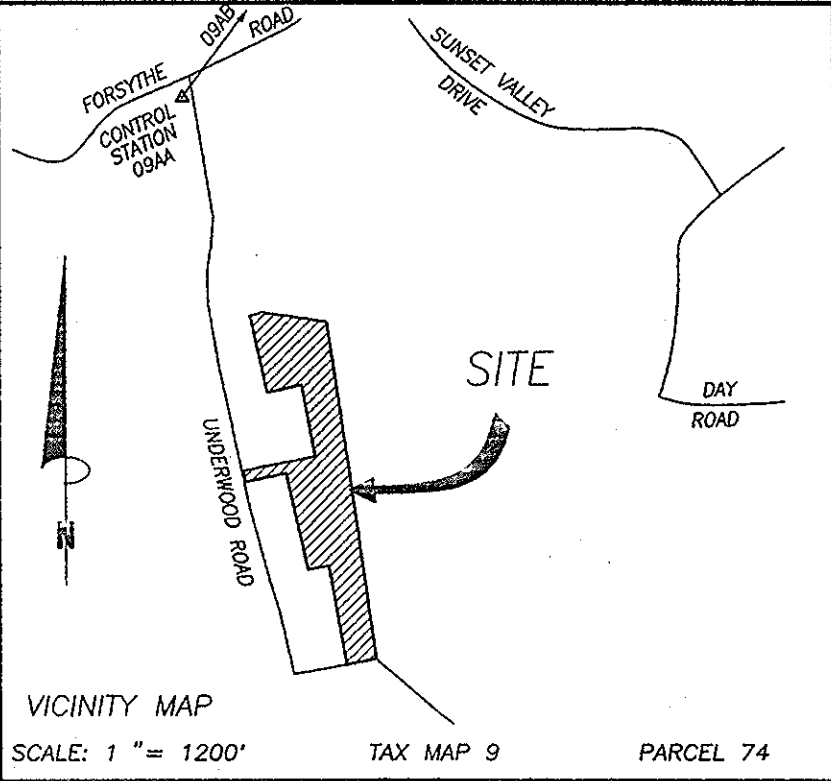 09AB
ROAD
FORSYTHE
CONTROL
STATION
09AA
SUNSET VALLEY
DRIVE
SITE
DAY
ROAD
UNDERWOOD ROAD
N
VICINITY MAP
SCALE: 1 "= 1200' TAX MAP 9 PARCEL 74